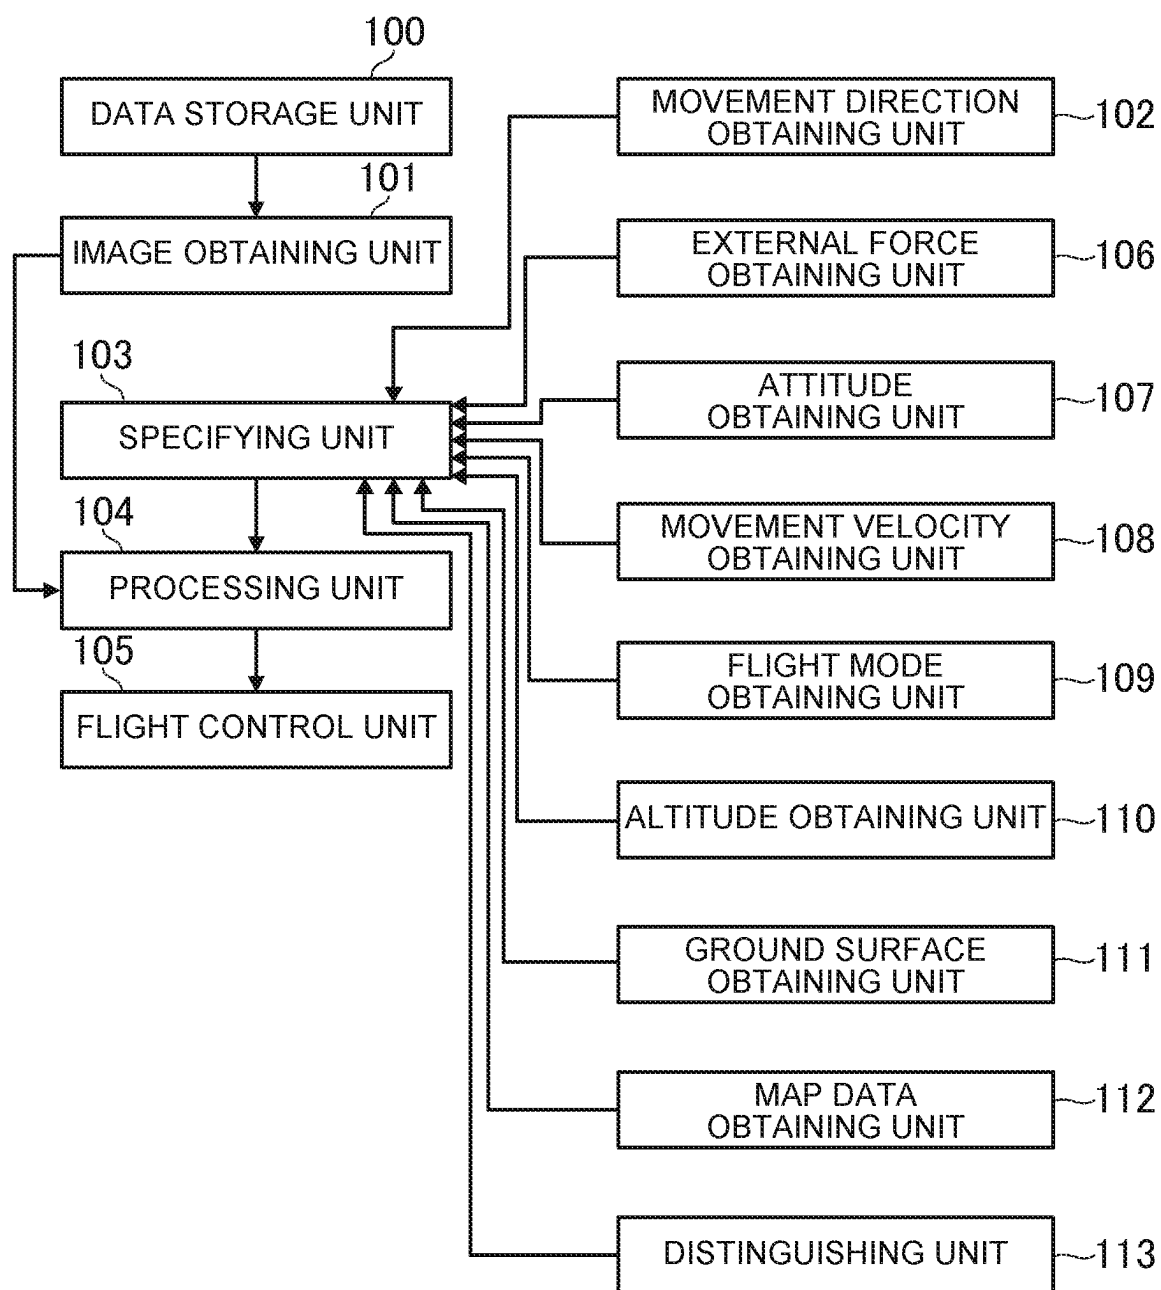 100
DATA STORAGE UNIT
101
IMAGE OBTAINING UNIT
103
SPECIFYING UNIT
104
PROCESSING UNIT
105
FLIGHT CONTROL UNIT
MOVEMENT DIRECTION
OBTAINING UNIT
102
EXTERNAL FORCE
OBTAINING UNIT
106
ATTITUDE
OBTAINING UNIT
107
MOVEMENT VELOCITY
OBTAINING UNIT
108
FLIGHT MODE
OBTAINING UNIT
109
ALTITUDE OBTAINING UNIT
110
GROUND SURFACE
OBTAINING UNIT
111
MAP DATA
OBTAINING UNIT
112
DISTINGUISHING UNIT
113